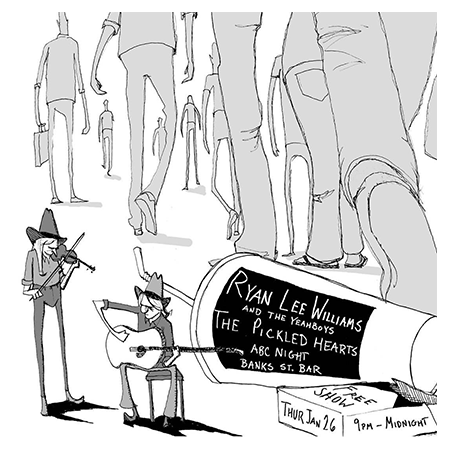 RYAN LEE WILLIAMS
AND THE YEAHBOYS
THE PICKLED HEARTS
ABC NIGHT
BANKS ST. BAR
FREE
SHOW
THUR JAN 26
9PM - MIDNIGHT